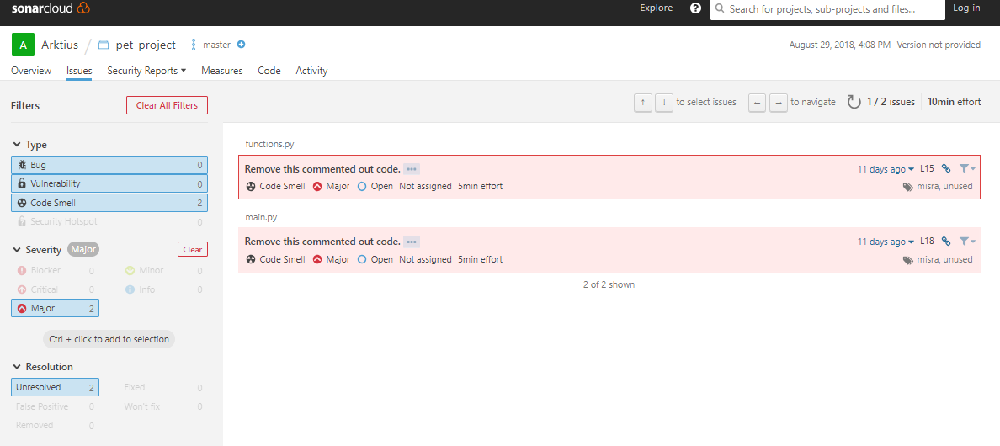 sonarcloud
Explore
?
Search for projects, sub-projects and files...
Log in
A Arktius / pet_project master
August 29, 2018, 4:08 PM Version not provided
Overview Issues Security Reports Measures Code Activity
Filters
Clear All Filters
↑ ↓ to select issues ← → to navigate 1 / 2 issues 10min effort
Type
Bug 0
Vulnerability 0
Code Smell 2
Security Hotspot 0
Severity Major Clear
Blocker 0 Minor 0
Critical 0 Info 0
Major 2
Ctrl + click to add to selection
Resolution
Unresolved 2 Fixed 0
False Positive 0 Won't fix 0
Removed 0
functions.py
Remove this commented out code. ••• 11 days ago L15
Code Smell Major Open Not assigned 5min effort misra, unused
main.py
Remove this commented out code. ••• 11 days ago L18
Code Smell Major Open Not assigned 5min effort misra, unused
2 of 2 shown